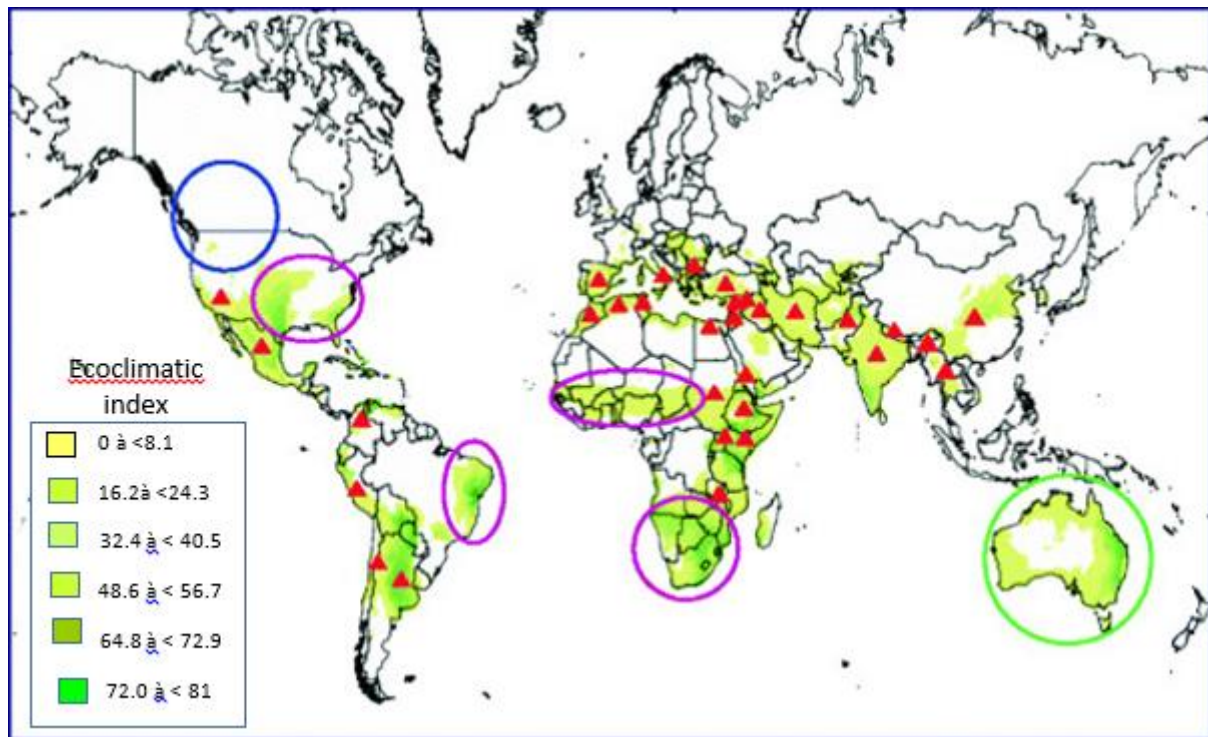 Ecoclimatic
index
0 à <8.1
16.2à <24.3
32.4 à < 40.5
48.6 à < 56.7
64.8 à < 72.9
72.0 à < 81